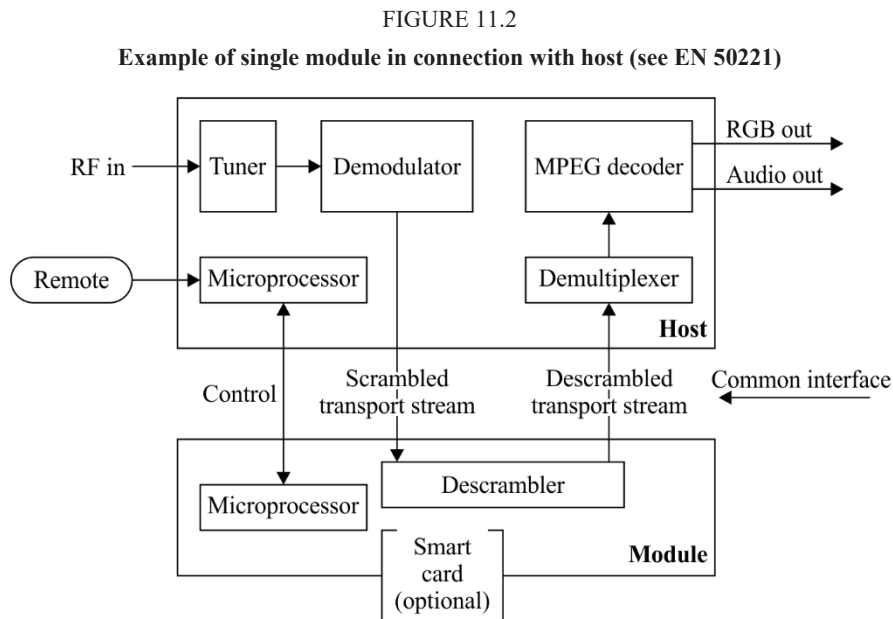 FIGURE 11.2
Example of single module in connection with host (see EN 50221)
RF in
Tuner
Demodulator
MPEG decoder
RGB out
Audio out
Remote
Microprocessor
Demultiplexer
Host
Control
Scrambled
transport stream
Descrambled
transport stream
Common interface
Microprocessor
Descrambler
Smart
card
(optional)
Module